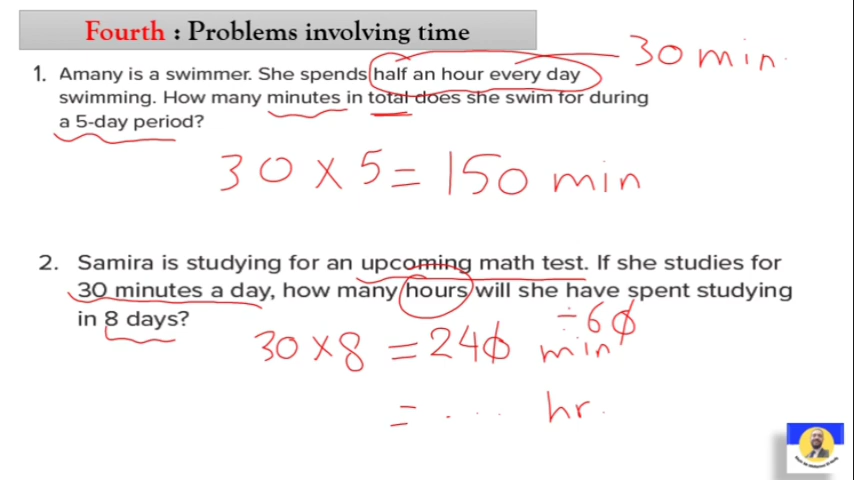 Fourth : Problems involving time
30 min.
1. Amany is a swimmer. She spends half an hour every day
swimming. How many minutes in total does she swim for during
a 5-day period?
30 × 5 = 150 min
2. Samira is studying for an upcoming math test. If she studies for
30 minutes a day, how many hours will she have spent studying
in 8 days?
÷ 60
30 × 8 = 240 min
= ... hr.